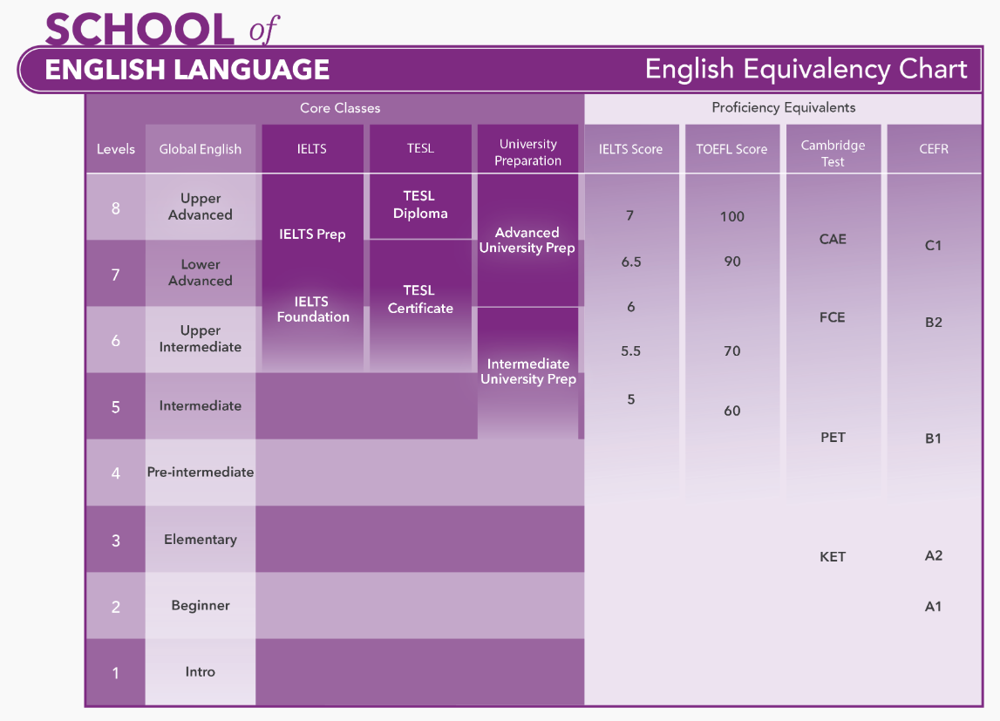 SCHOOL of
ENGLISH LANGUAGE
English Equivalency Chart
Core Classes
Proficiency Equivalents
Levels
Global English
IELTS
TESL
University
Preparation
IELTS Score
TOEFL Score
Cambridge
Test
CEFR
8
Upper
Advanced
TESL
Diploma
7
100
IELTS Prep
Advanced
University Prep
CAE
C1
7
Lower
Advanced
6.5
90
IELTS
Foundation
TESL
Certificate
6
FCE
B2
6
Upper
Intermediate
5.5
70
Intermediate
University Prep
5
Intermediate
5
60
PET
B1
4
Pre-intermediate
3
Elementary
KET
A2
2
Beginner
A1
1
Intro